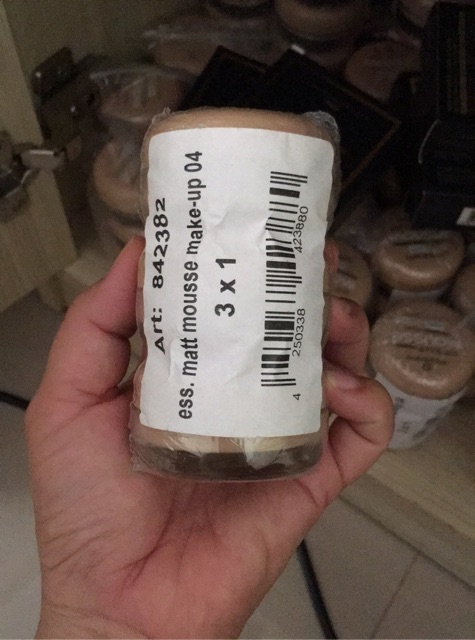 Art: 842382
ess. matt mousse make-up 04
3 x 1
4 250338 423880